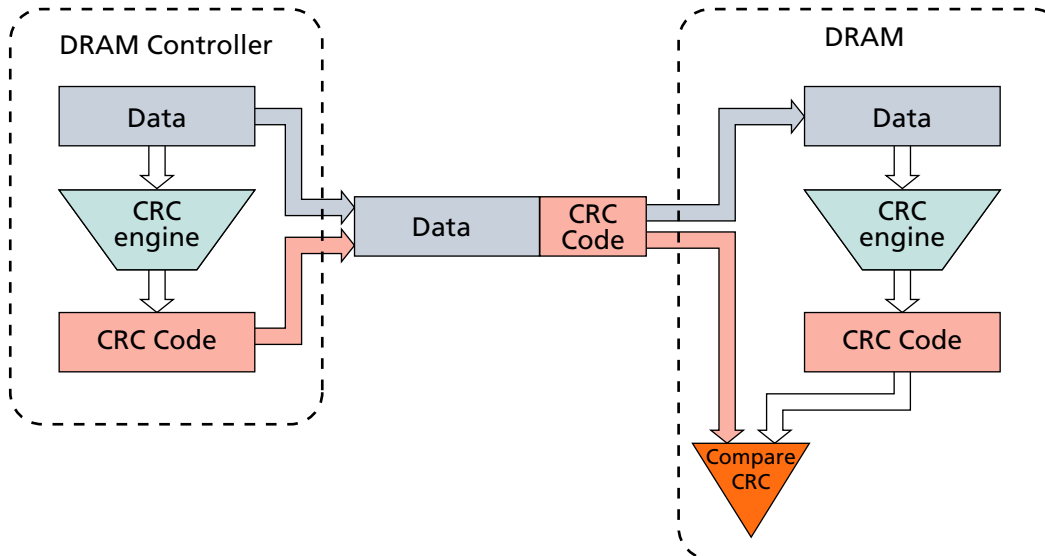 DRAM Controller
Data
CRC
engine
CRC Code
Data
CRC
Code
DRAM
Data
CRC
engine
CRC Code
Compare
CRC